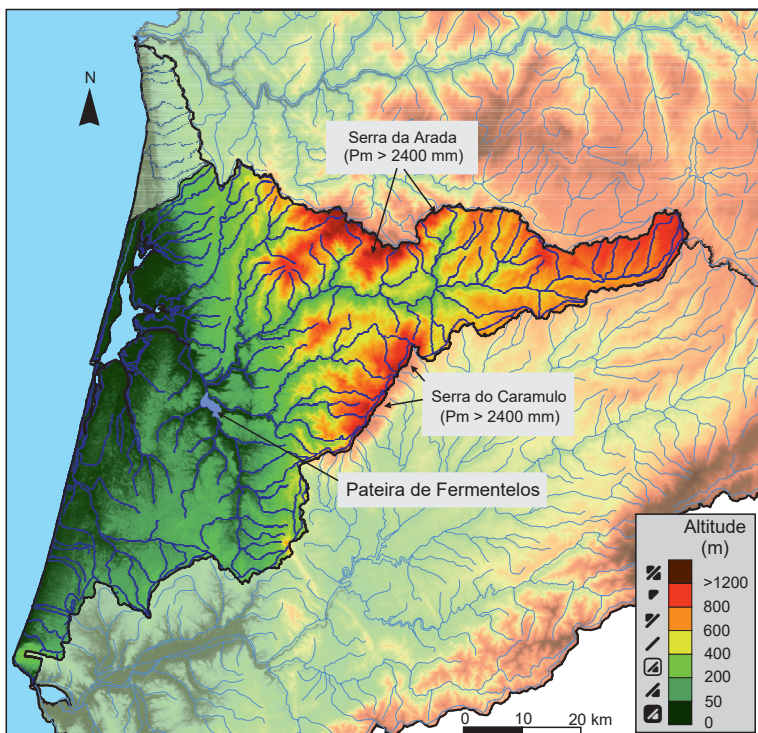 N
Serra da Arada
(Pm > 2400 mm)
Serra do Caramulo
(Pm > 2400 mm)
Pateira de Fermentelos
Altitude
(m)
>1200
800
600
400
200
50
0
0 10 20 km